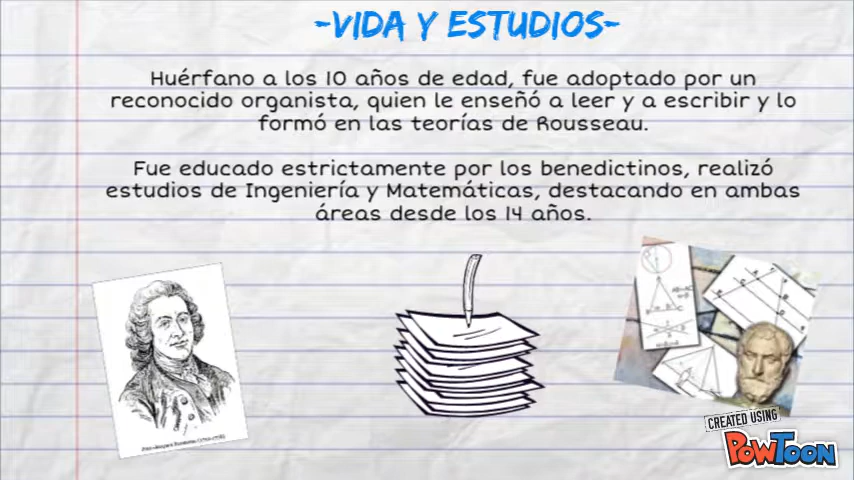 -VIDA Y ESTUDIOS-
Huérfano a los 10 años de edad, fue adoptado por un
reconocido organista, quien le enseñó a leer y a escribir y lo
formó en las teorías de Rousseau.
Fue educado estrictamente por los benedictinos, realizó
estudios de Ingeniería y Matemáticas, destacando en ambas
áreas desde los 14 años.
CREATED USING
POWTOON